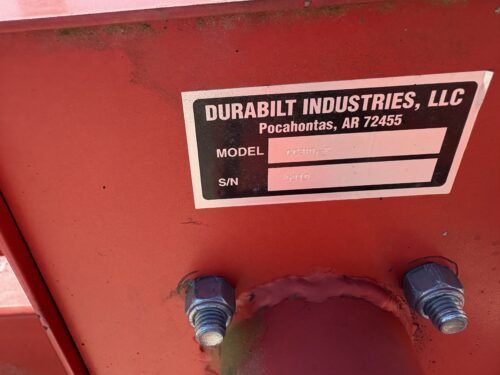 DURABILT INDUSTRIES, LLC
Pocahontas, AR 72455
MODEL
S/N